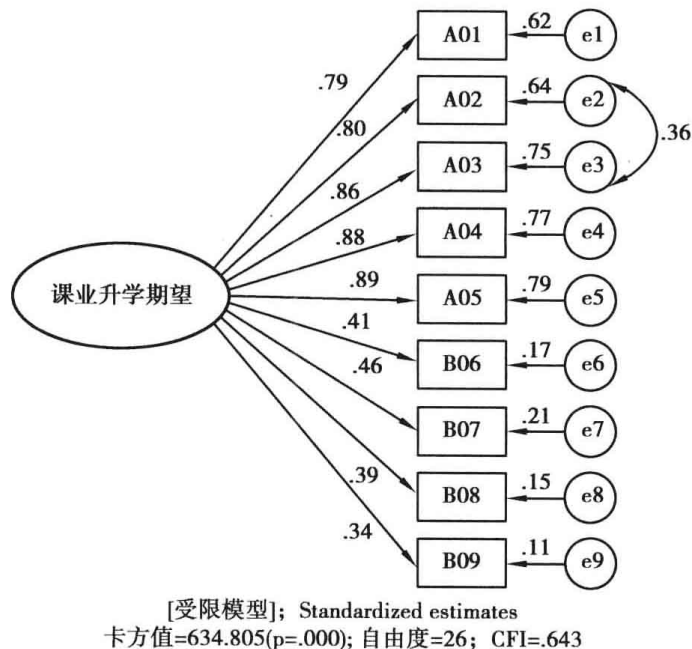 .79
A01
.62
e1
.80
A02
.64
e2
.36
.86
A03
.75
e3
.88
A04
.77
e4
课业升学期望
.89
A05
.79
e5
.41
B06
.17
e6
.46
B07
.21
e7
.39
B08
.15
e8
.34
B09
.11
e9
[受限模型]；Standardized estimates
卡方值=634.805(p=.000); 自由度=26；CFI=.643